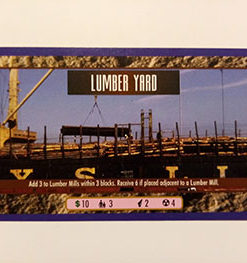 LUMBER YARD
Y S L I
Add 3 to Lumber Mills within 3 blocks. Receive 6 if placed adjacent to a Lumber Mill.
$10 3 2 4